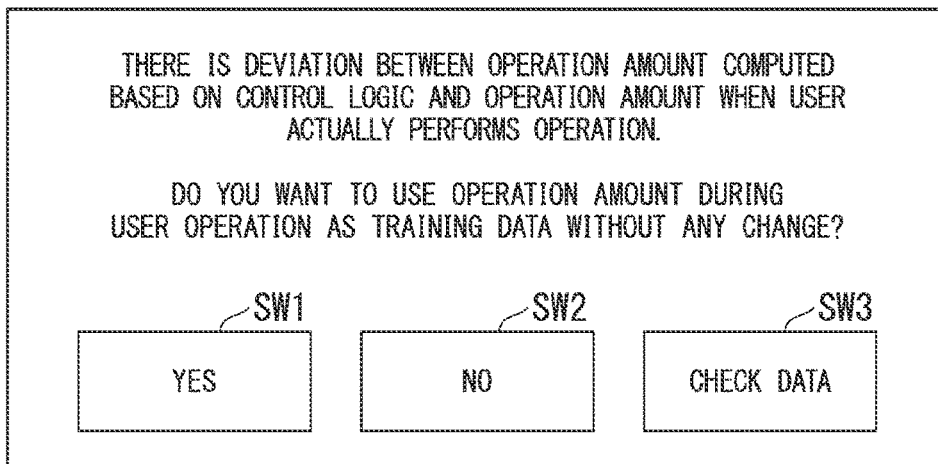 THERE IS DEVIATION BETWEEN OPERATION AMOUNT COMPUTED
BASED ON CONTROL LOGIC AND OPERATION AMOUNT WHEN USER
ACTUALLY PERFORMS OPERATION.
DO YOU WANT TO USE OPERATION AMOUNT DURING
USER OPERATION AS TRAINING DATA WITHOUT ANY CHANGE?
SW1 SW2 SW3
YES NO CHECK DATA